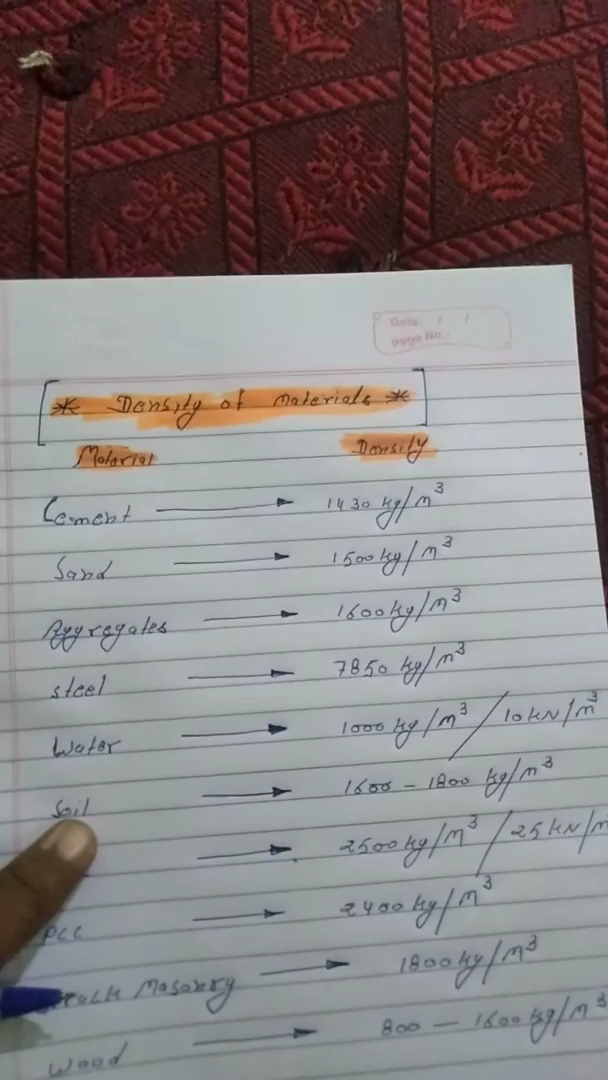 Date: / /
Page No.:
* Density of Materials *
Material Density
Cement → 1430 kg/m³
Sand → 1500 kg/m³
Aggregates → 1600 kg/m³
Steel → 7850 kg/m³
Water → 1000 kg/m³ / 10 kN/m³
Soil → 1600 - 1800 kg/m³
→ 2500 kg/m³ / 25 kN/m
PCC → 2400 kg/m³
Masonry → 1800 kg/m³
Wood → 800 - 1600 kg/m³